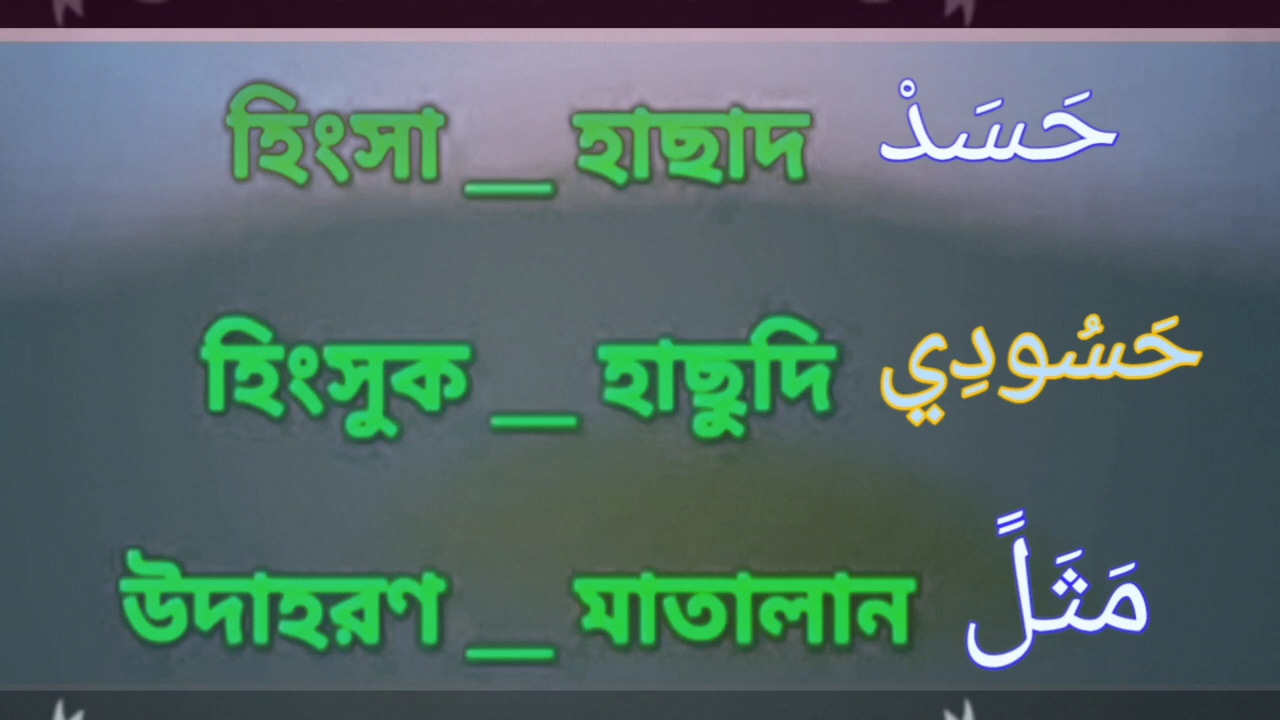 হিংসা _ হাছাদ حَسَدْ
হিংসুক _ হাছুদি حَسُودِي
উদাহরণ _ মাতালান مَثَلً